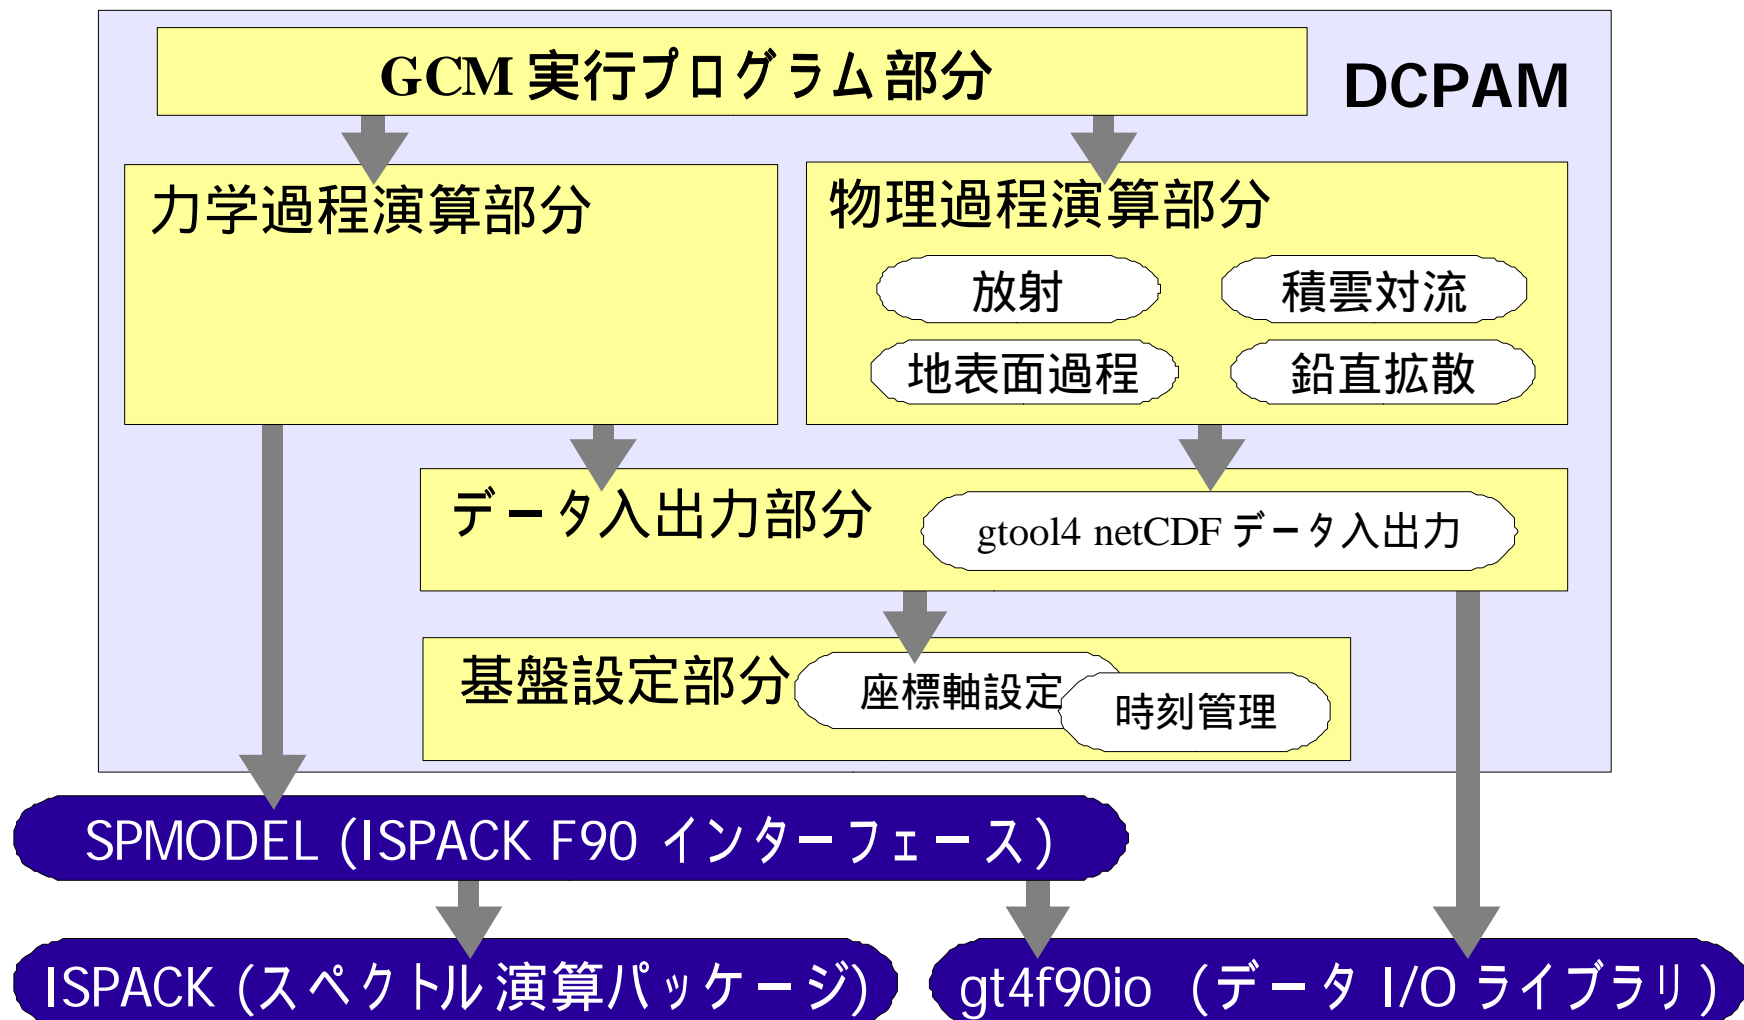 GCM 実行プログラム部分
DCPAM
力学過程演算部分
物理過程演算部分
放射
積雲対流
地表面過程
鉛直拡散
データ入出力部分
gtool4 netCDF データ入出力
基盤設定部分
座標軸設定
時刻管理
SPMODEL (ISPACK F90 インターフェース)
ISPACK (スペクトル演算パッケージ)
gt4f90io (データ I/O ライブラリ)